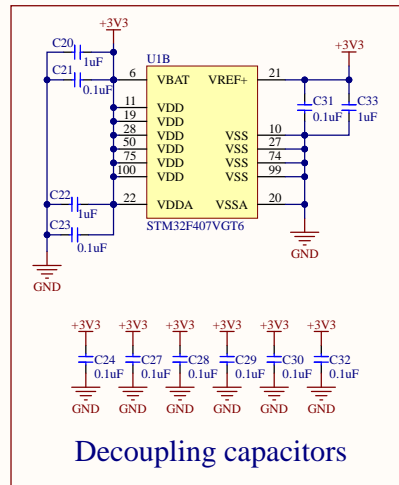 +3V3
C20
1uF
C21
0.1uF
U1B
+3V3
6 VBAT VREF+ 21
C31
0.1uF
C33
1uF
11 VDD
19 VDD
28 VDD VSS 10
50 VDD VSS 27
75 VDD VSS 74
100 VDD VSS 99
C22
1uF
22 VDDA VSSA 20
C23
0.1uF
STM32F407VGT6
GND
GND
+3V3 +3V3 +3V3 +3V3 +3V3 +3V3
C24 C27 C28 C29 C30 C32
0.1uF 0.1uF 0.1uF 0.1uF 0.1uF 0.1uF
GND GND GND GND GND GND
Decoupling capacitors